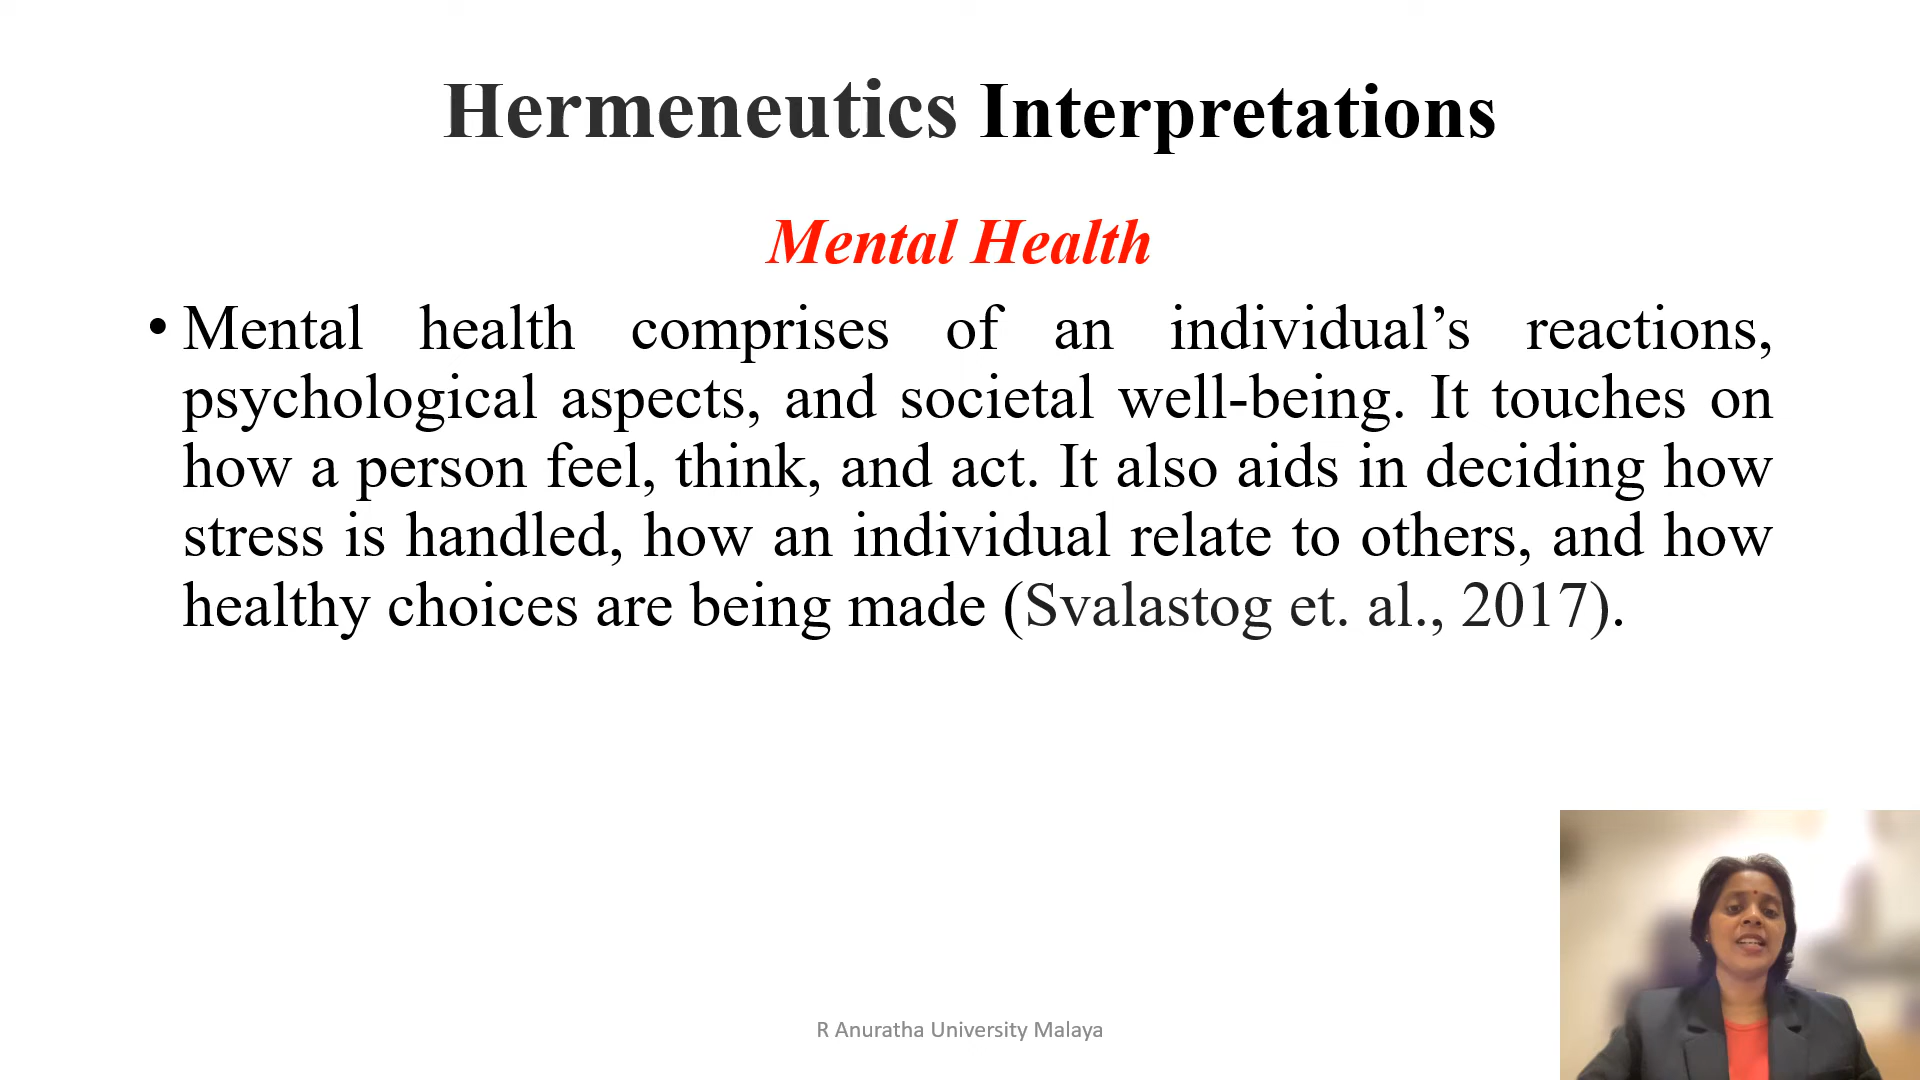 Hermeneutics Interpretations
Mental Health
• Mental health comprises of an individual’s reactions,
psychological aspects, and societal well-being. It touches on
how a person feel, think, and act. It also aids in deciding how
stress is handled, how an individual relate to others, and how
healthy choices are being made (Svalastog et. al., 2017).
R Anuratha University Malaya